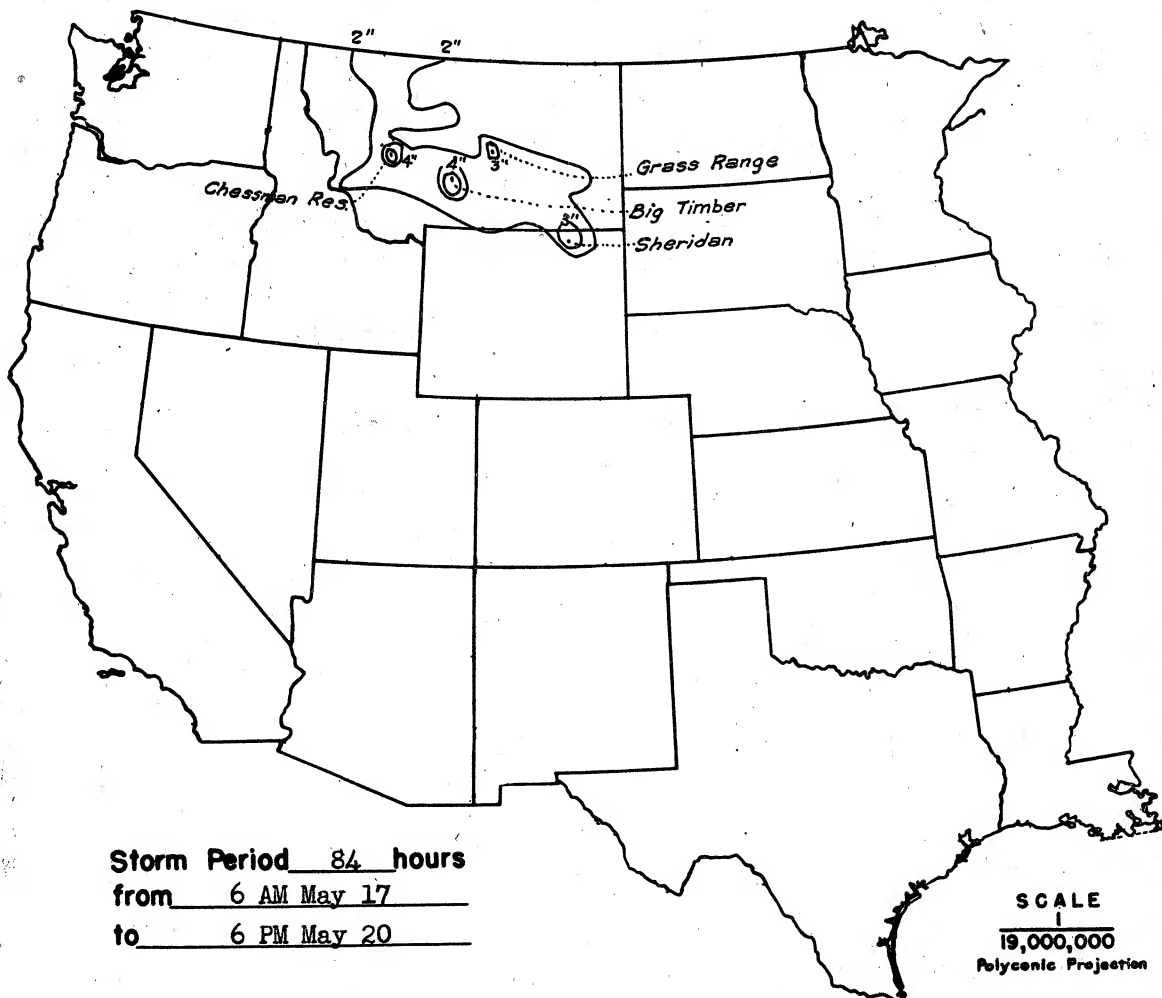 2" 2"
4" 4" 3"
Grass Range
Chessman Res.
Big Timber
3"
Sheridan
Storm Period 84 hours
from 6 AM May 17
to 6 PM May 20
SCALE
1
19,000,000
Polyconic Projection